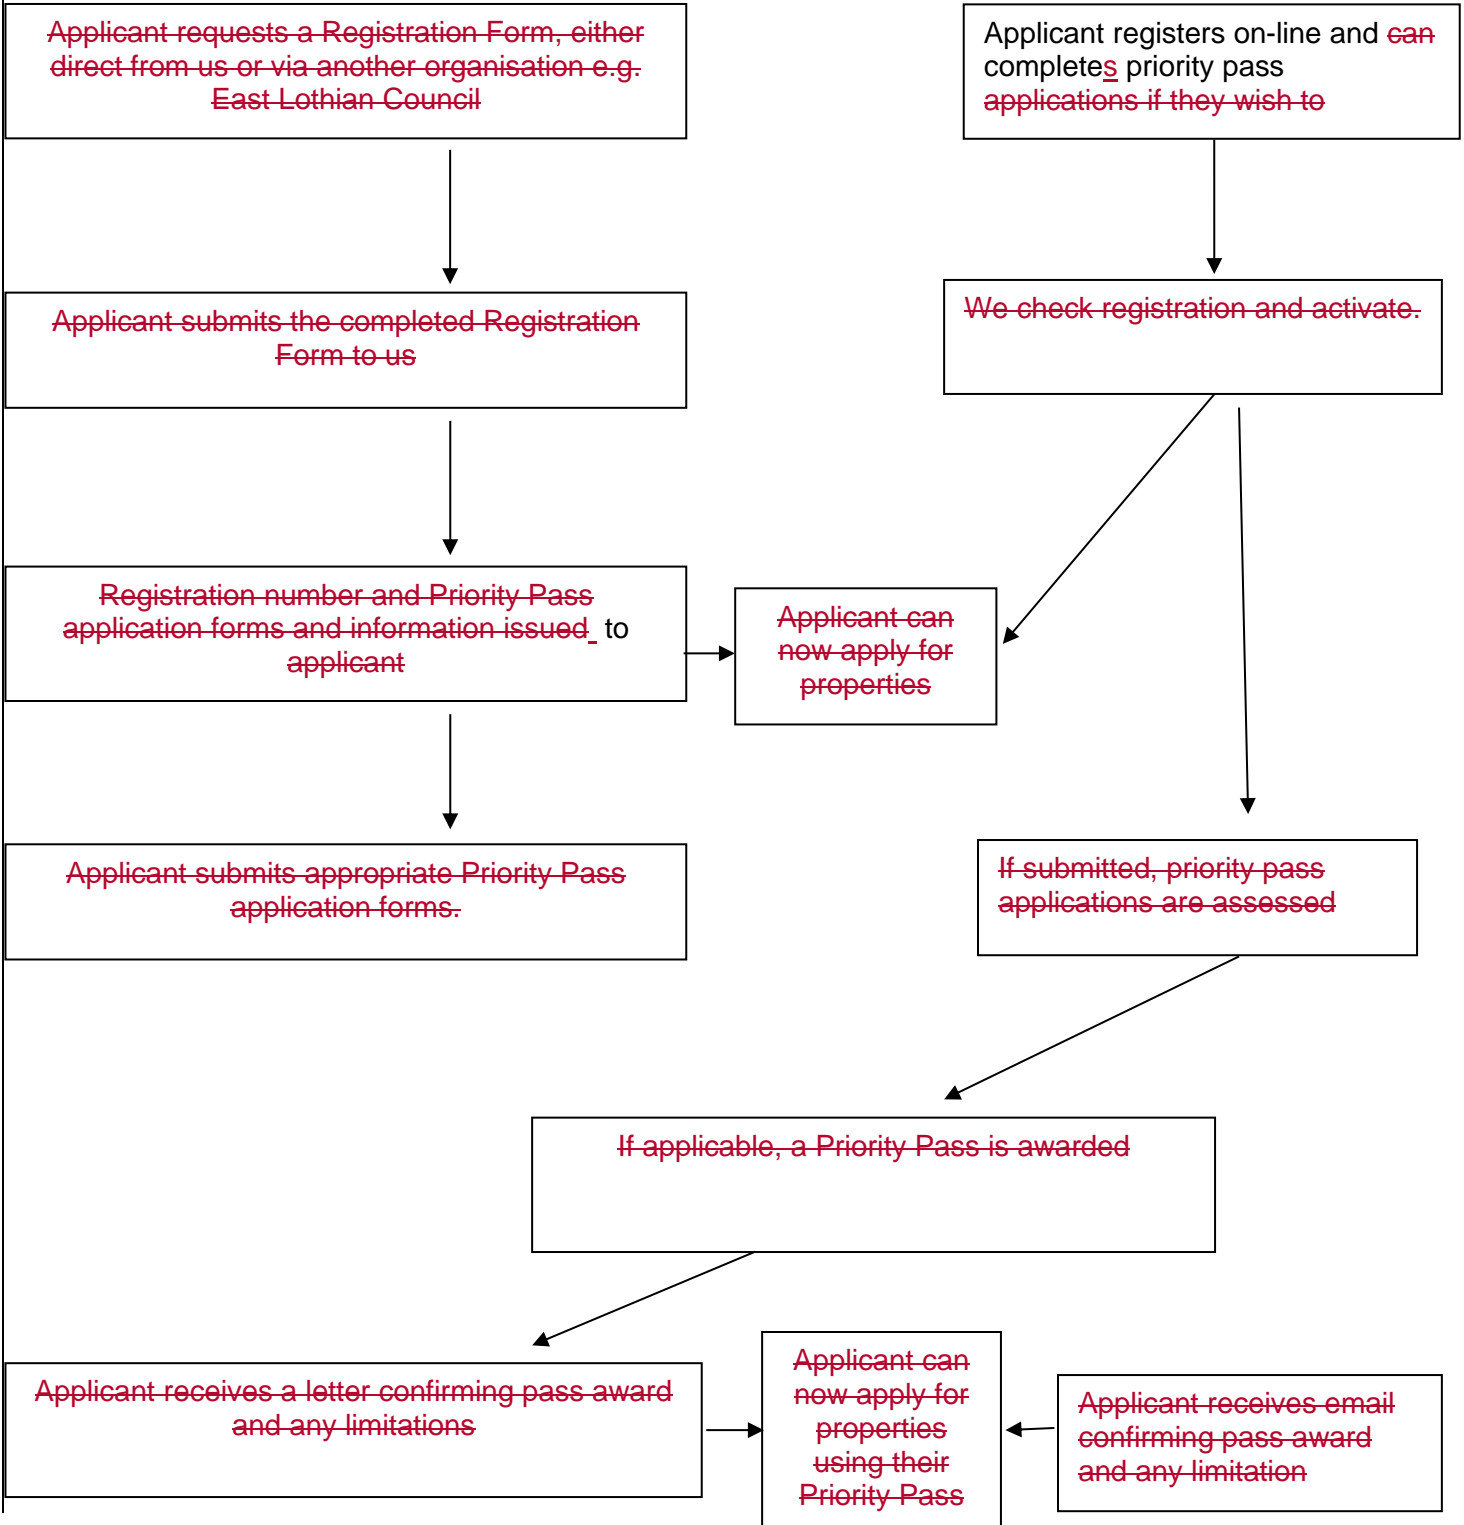 Applicant requests a Registration Form, either
direct from us or via another organisation e.g.
East Lothian Council
Applicant registers on-line and can
completes priority pass
applications if they wish to
Applicant submits the completed Registration
Form to us
We check registration and activate.
Registration number and Priority Pass
application forms and information issued  to
applicant
Applicant can
now apply for
properties
Applicant submits appropriate Priority Pass
application forms.
If submitted, priority pass
applications are assessed
If applicable, a Priority Pass is awarded
Applicant receives a letter confirming pass award
and any limitations
Applicant can
now apply for
properties
using their
Priority Pass
Applicant receives email
confirming pass award
and any limitation